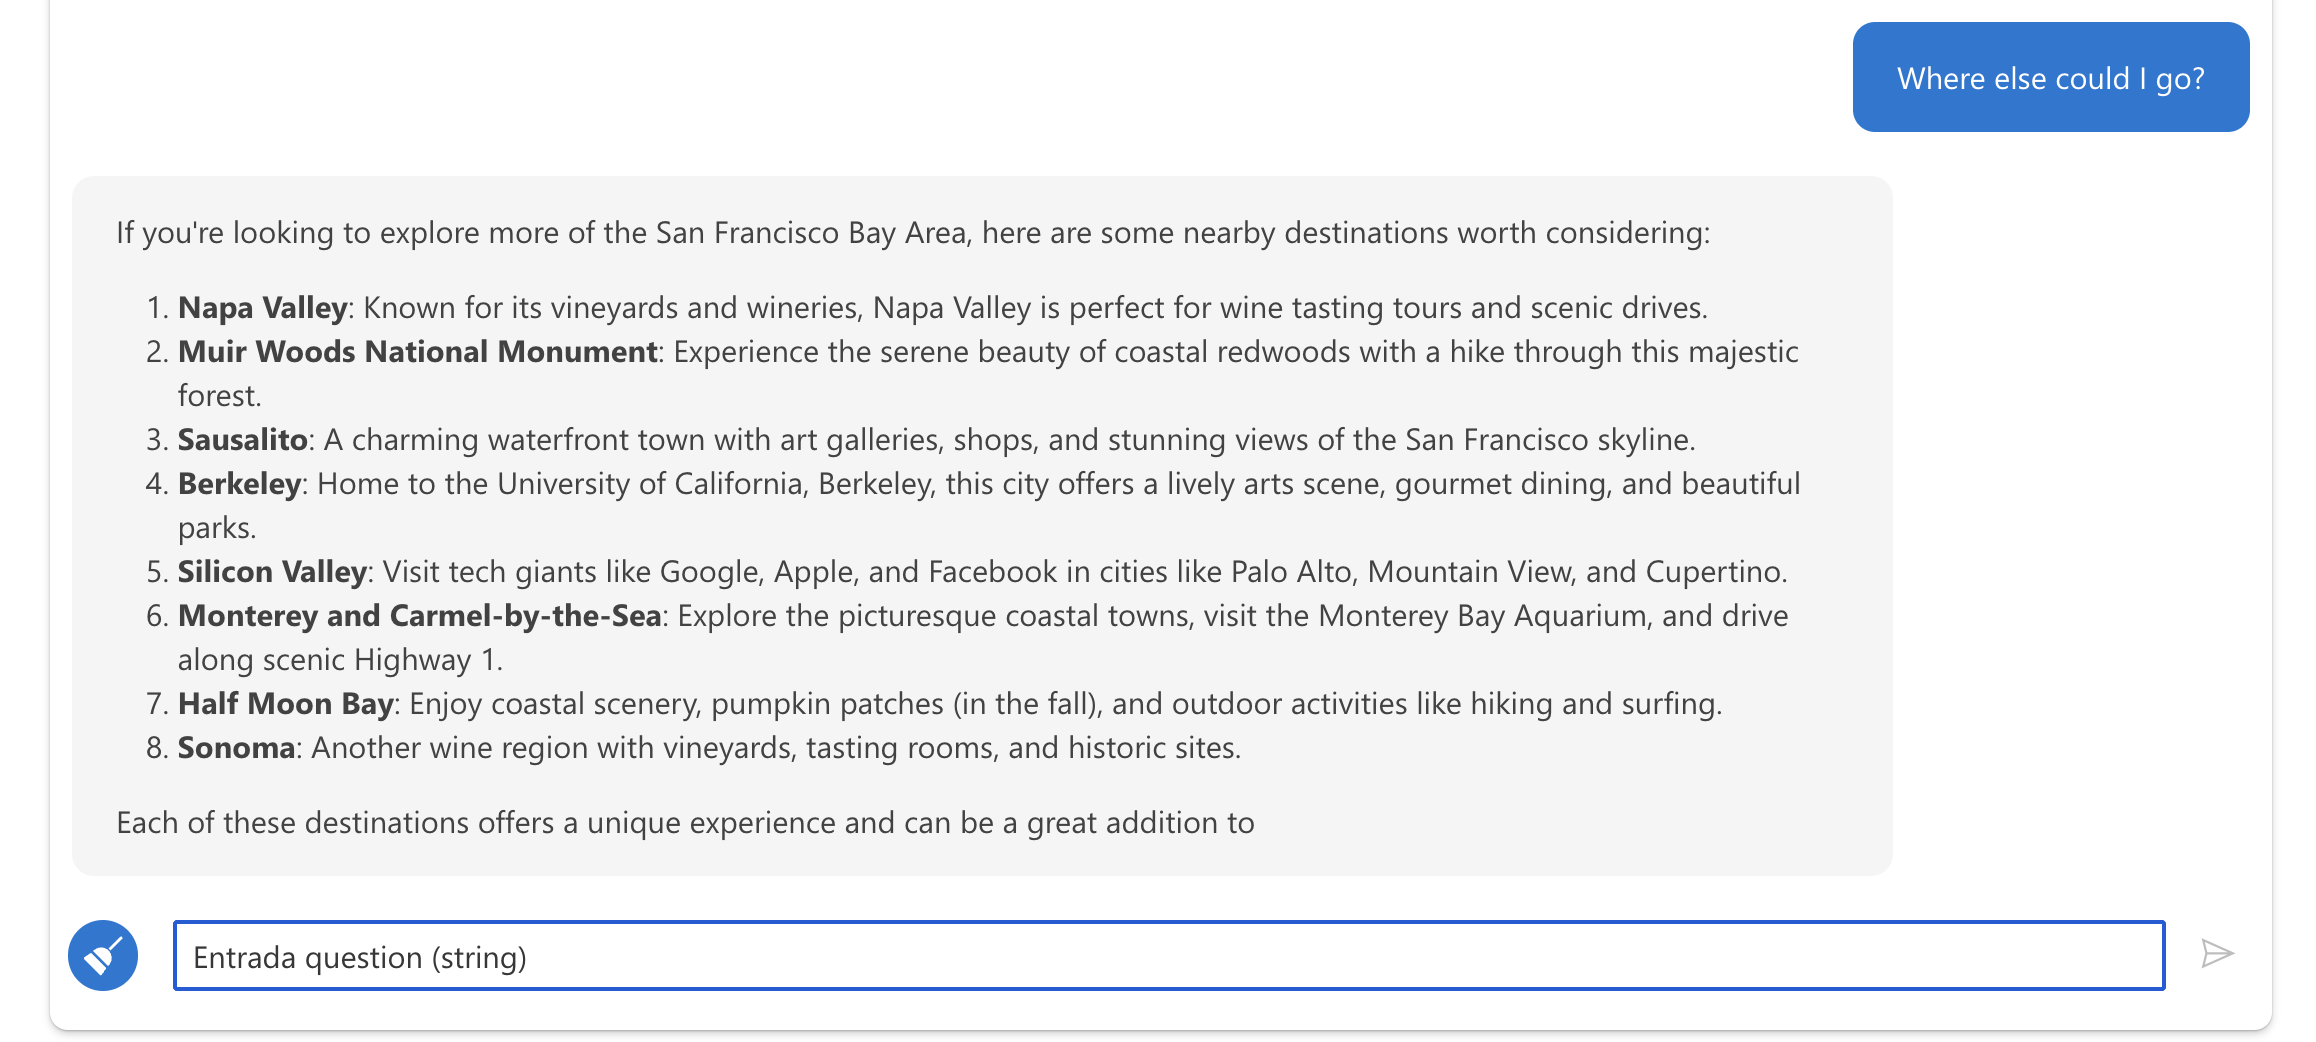 Where else could I go?
If you're looking to explore more of the San Francisco Bay Area, here are some nearby destinations worth considering:
1. Napa Valley: Known for its vineyards and wineries, Napa Valley is perfect for wine tasting tours and scenic drives.
2. Muir Woods National Monument: Experience the serene beauty of coastal redwoods with a hike through this majestic
forest.
3. Sausalito: A charming waterfront town with art galleries, shops, and stunning views of the San Francisco skyline.
4. Berkeley: Home to the University of California, Berkeley, this city offers a lively arts scene, gourmet dining, and beautiful
parks.
5. Silicon Valley: Visit tech giants like Google, Apple, and Facebook in cities like Palo Alto, Mountain View, and Cupertino.
6. Monterey and Carmel-by-the-Sea: Explore the picturesque coastal towns, visit the Monterey Bay Aquarium, and drive
along scenic Highway 1.
7. Half Moon Bay: Enjoy coastal scenery, pumpkin patches (in the fall), and outdoor activities like hiking and surfing.
8. Sonoma: Another wine region with vineyards, tasting rooms, and historic sites.
Each of these destinations offers a unique experience and can be a great addition to
Entrada question (string)